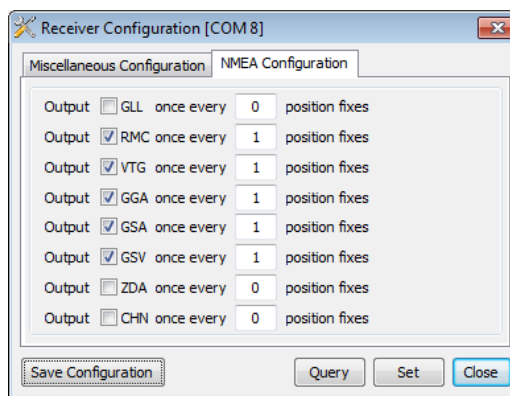 Receiver Configuration [COM 8]
Miscellaneous Configuration NMEA Configuration
Output GLL once every 0 position fixes
Output RMC once every 1 position fixes
Output VTG once every 1 position fixes
Output GGA once every 1 position fixes
Output GSA once every 1 position fixes
Output GSV once every 1 position fixes
Output ZDA once every 0 position fixes
Output CHN once every 0 position fixes
Save Configuration Query Set Close